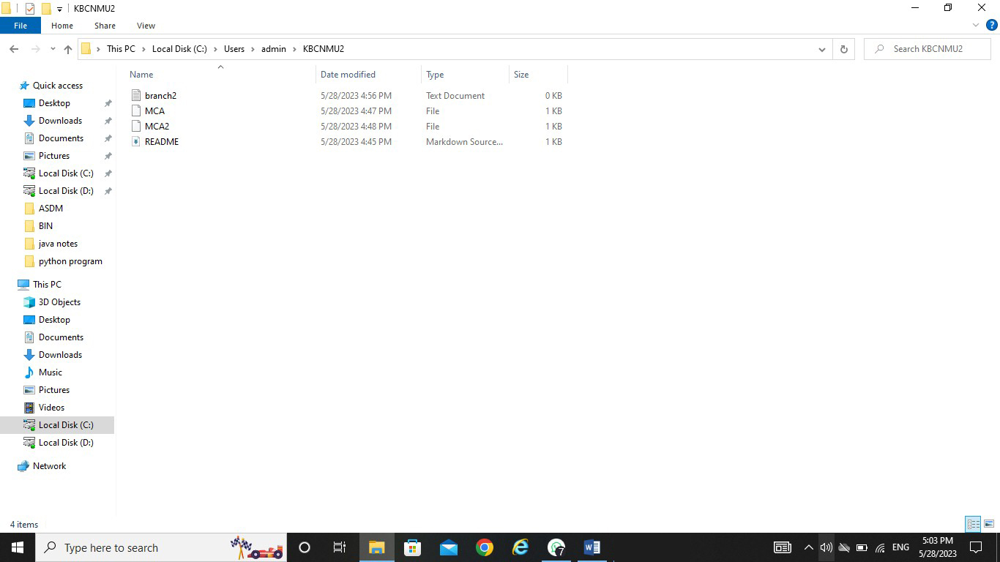 KBCNMU2
File Home Share View
This PC Local Disk (C:) Users admin KBCNMU2
Search KBCNMU2
Name Date modified Type Size
branch2 5/28/2023 4:56 PM Text Document 0 KB
MCA 5/28/2023 4:47 PM File 1 KB
MCA2 5/28/2023 4:48 PM File 1 KB
README 5/28/2023 4:45 PM Markdown Source... 1 KB
Quick access
Desktop
Downloads
Documents
Pictures
Local Disk (C:)
Local Disk (D:)
ASDM
BIN
java notes
python program
This PC
3D Objects
Desktop
Documents
Downloads
Music
Pictures
Videos
Local Disk (C:)
Local Disk (D:)
Network
4 items
Type here to search
7
ENG
5:03 PM
5/28/2023